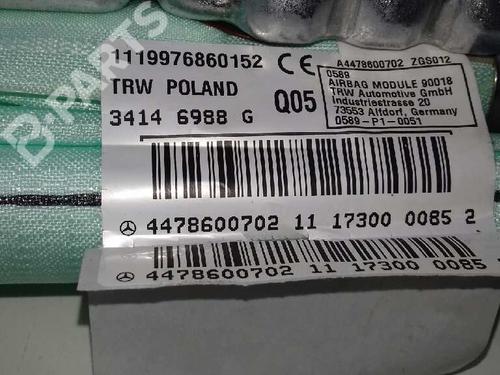 B-PARTS
1119976860152 CE
TRW POLAND
3414 6988 G
Q05
A4478600702 ZGS012
0589
AIRBAG MODULE 90018
TRW Automotive GmbH
Industriestrasse 20
73553 Alfdorf, Germany
0589-P1-0051
4478600702 11 17300 0085 2
4478600702 11 17300 0085